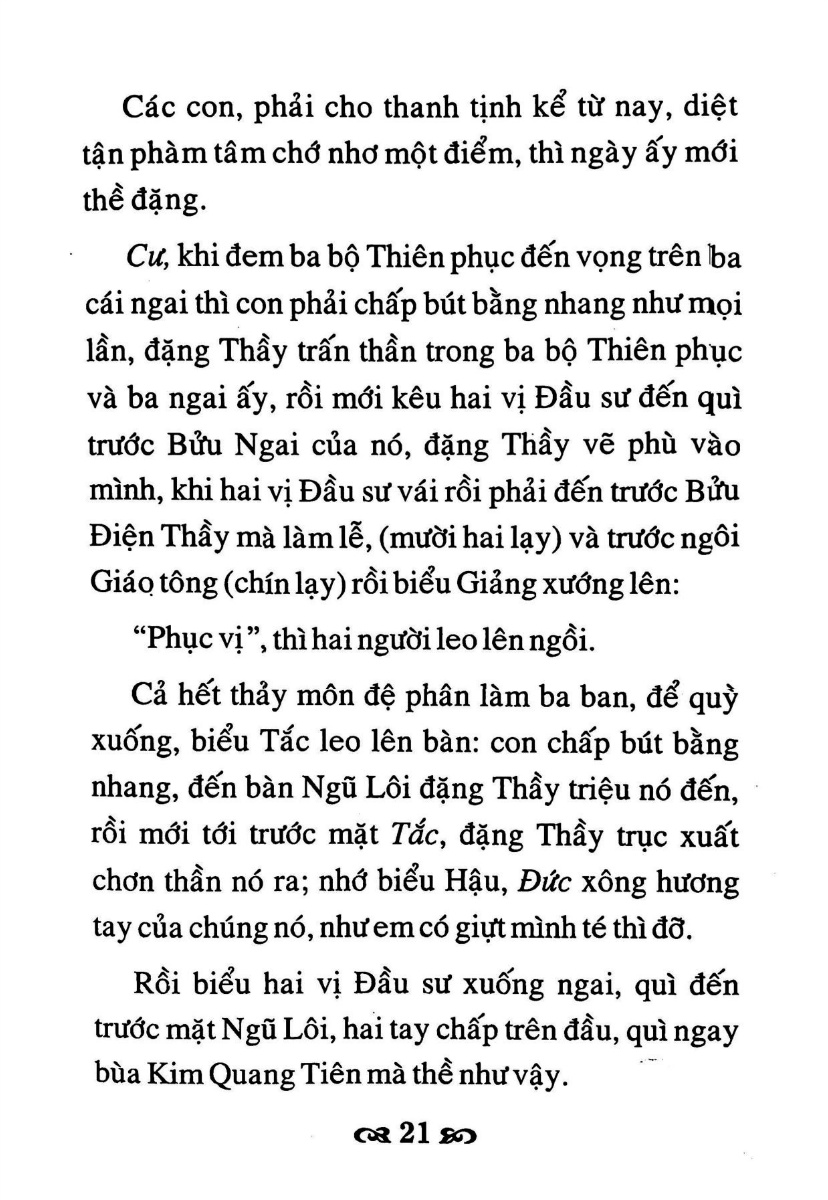 Các con, phải cho thanh tịnh kể từ nay, diệt
tận phàm tâm chớ nhơ một điểm, thì ngày ấy mới
thề đặng.
Cư, khi đem ba bộ Thiên phục đến vọng trên ba
cái ngai thì con phải chấp bút bằng nhang như mọi
lần, đặng Thầy trấn thần trong ba bộ Thiên phục
và ba ngai ấy, rồi mới kêu hai vị Đầu sư đến quì
trước Bửu Ngai của nó, đặng Thầy vẽ phù vào
mình, khi hai vị Đầu sư vái rồi phải đến trước Bửu
Điện Thầy mà làm lễ, (mười hai lạy) và trước ngôi
Giáo tông (chín lạy) rồi biểu Giảng xướng lên:
“Phục vị”, thì hai người leo lên ngồi.
Cả hết thảy môn đệ phân làm ba ban, để quỳ
xuống, biểu Tắc leo lên bàn: con chấp bút bằng
nhang, đến bàn Ngũ Lôi đặng Thầy triệu nó đến,
rồi mới tới trước mặt Tắc, đặng Thầy trục xuất
chơn thần nó ra; nhớ biểu Hậu, Đức xông hương
tay của chúng nó, như em có giựt mình té thì đỡ.
Rồi biểu hai vị Đầu sư xuống ngai, quì đến
trước mặt Ngũ Lôi, hai tay chấp trên đầu, quì ngay
bùa Kim Quang Tiên mà thề như vậy.
21